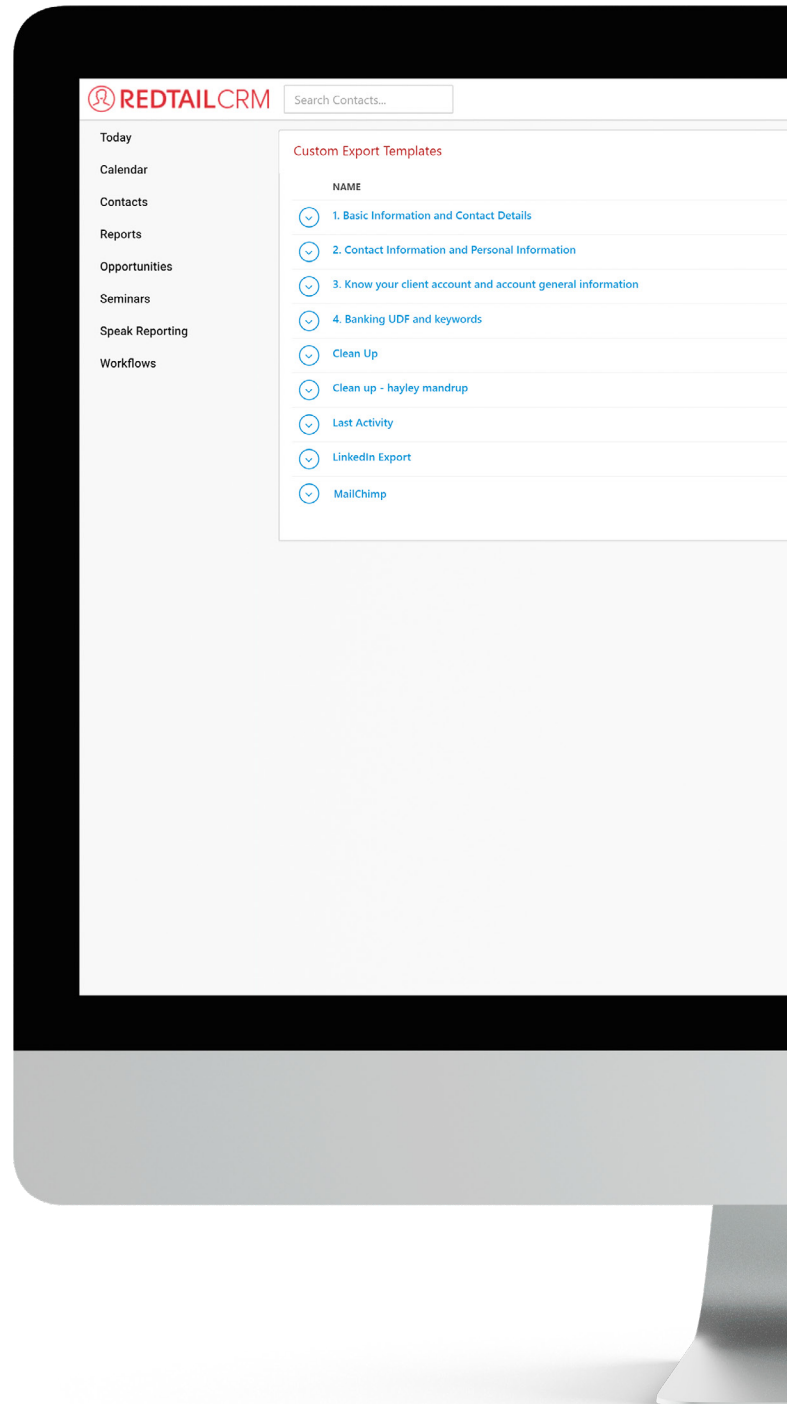 REDTAILCRM
Search Contacts...
Today
Calendar
Contacts
Reports
Opportunities
Seminars
Speak Reporting
Workflows
Custom Export Templates
NAME
1. Basic Information and Contact Details
2. Contact Information and Personal Information
3. Know your client account and account general information
4. Banking UDF and keywords
Clean Up
Clean up - hayley mandrup
Last Activity
LinkedIn Export
MailChimp